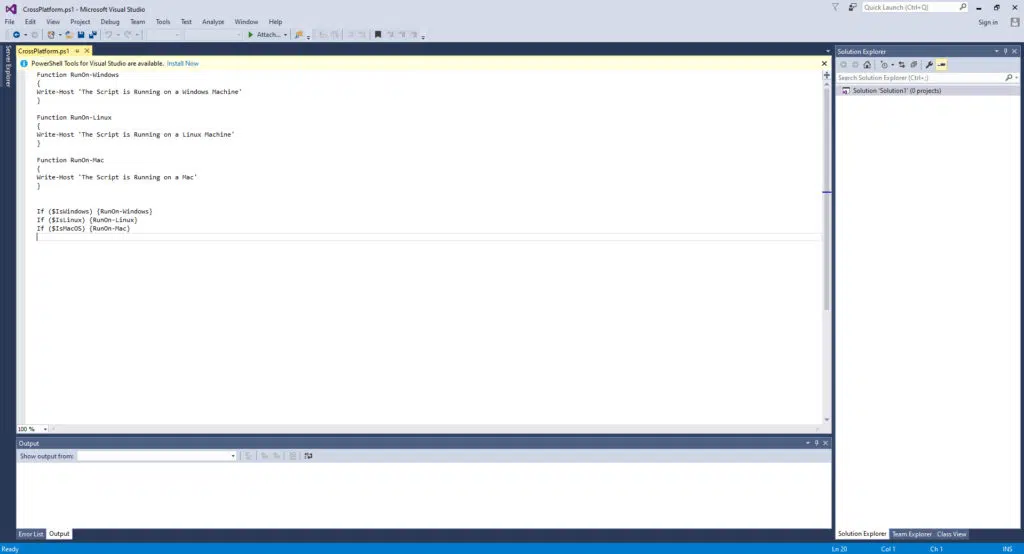 CrossPlatform.ps1 - Microsoft Visual Studio
Quick Launch (Ctrl+Q)
File Edit View Project Debug Team Tools Test Analyze Window Help
Sign in
Attach...
Server Explorer
CrossPlatform.ps1
PowerShell Tools for Visual Studio are available. Install Now
Function RunOn-Windows
{
Write-Host 'The Script is Running on a Windows Machine'
}
Function RunOn-Linux
{
Write-Host 'The Script is Running on a Linux Machine'
}
Function RunOn-Mac
{
Write-Host 'The Script is Running on a Mac'
}
If ($IsWindows) {RunOn-Windows}
If ($IsLinux) {RunOn-Linux}
If ($IsMacOS) {RunOn-Mac}
100 %
Output
Show output from:
Error List Output
Solution Explorer
Search Solution Explorer (Ctrl+;)
Solution 'Solution1' (0 projects)
Solution Explorer Team Explorer Class View
Ready
Ln 20 Col 1 Ch 1 INS